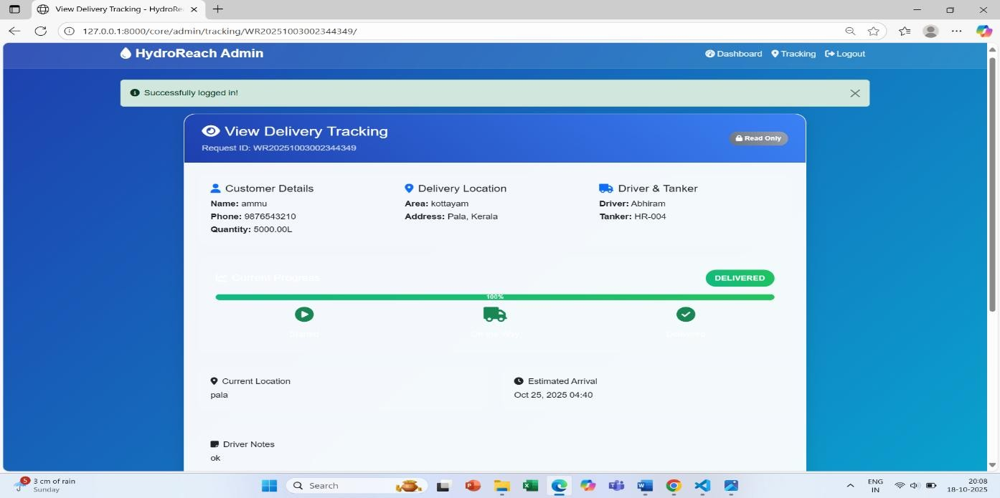 View Delivery Tracking - HydroRe
127.0.0.1:8000/core/admin/tracking/WR20251003002344349/
HydroReach Admin
Dashboard
Tracking
Logout
Successfully logged in!
View Delivery Tracking
Request ID: WR20251003002344349
Read Only
Customer Details
Name: ammu
Phone: 9876543210
Quantity: 5000.00L
Delivery Location
Area: kottayam
Address: Pala, Kerala
Driver & Tanker
Driver: Abhiram
Tanker: HR-004
Current Progress
DELIVERED
100%
Started
On the Way
Delivered
Current Location
pala
Estimated Arrival
Oct 25, 2025 04:40
Driver Notes
ok
5
3 cm of rain
Sunday
Search
ENG
IN
20:08
18-10-2025